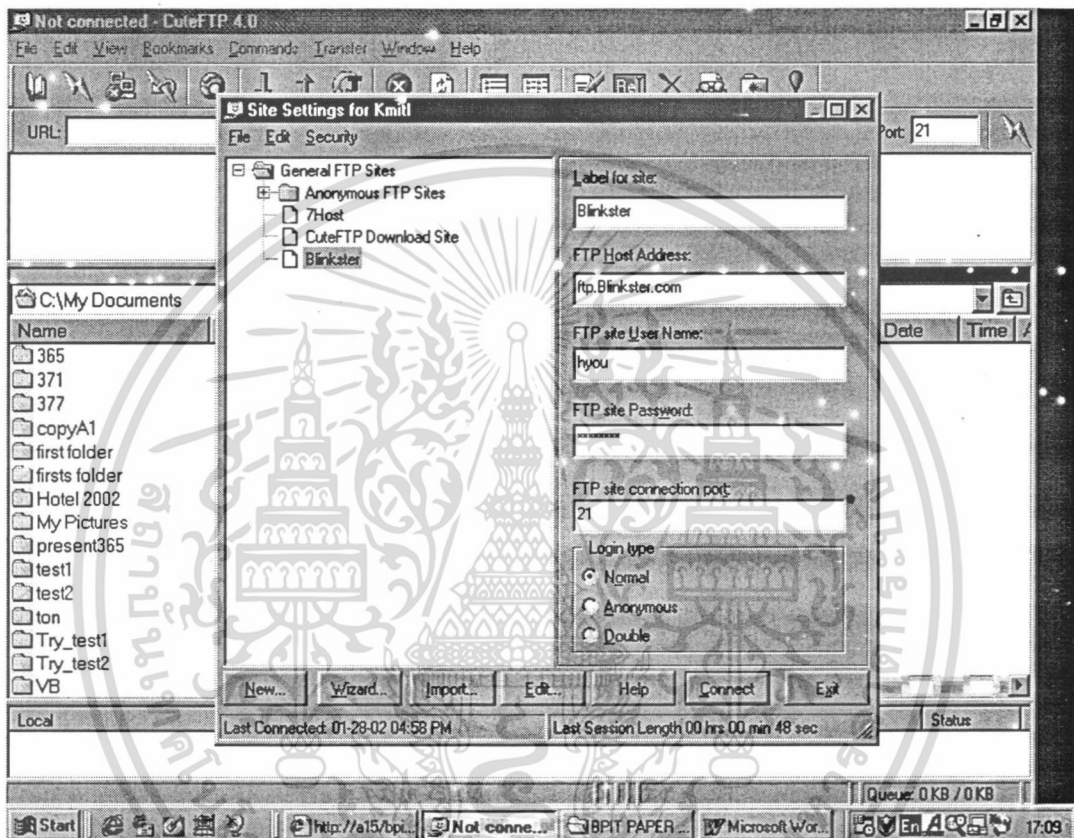 Not connected - CuteFTP 4.0
File Edit View Bookmarks Commands Transfer Window Help
URL:
Port: 21
Site Settings for Kmitl
File Edit Security
General FTP Sites
Anonymous FTP Sites
7Host
CuteFTP Download Site
Blinkster
Label for site:
Blinkster
FTP Host Address:
ftp.Blinkster.com
FTP site User Name:
hyou
FTP site Password:
********
FTP site connection port:
21
Login type
Normal
Anonymous
Double
New... Wizard... Import... Edit... Help Connect Exit
Last Connected: 01-28-02 04:58 PM
Last Session Length 00 hrs 00 min 48 sec
C:\My Documents
Name
Date Time
365
371
377
copyA1
first folder
firsts folder
Hotel 2002
My Pictures
present365
test1
test2
ton
Try_test1
Try_test2
VB
Local
Status
Queue: 0 KB / 0 KB
Start
http://a15/bpi...
Not conne...
BPIT PAPER ...
Microsoft Wor...
En
17:09